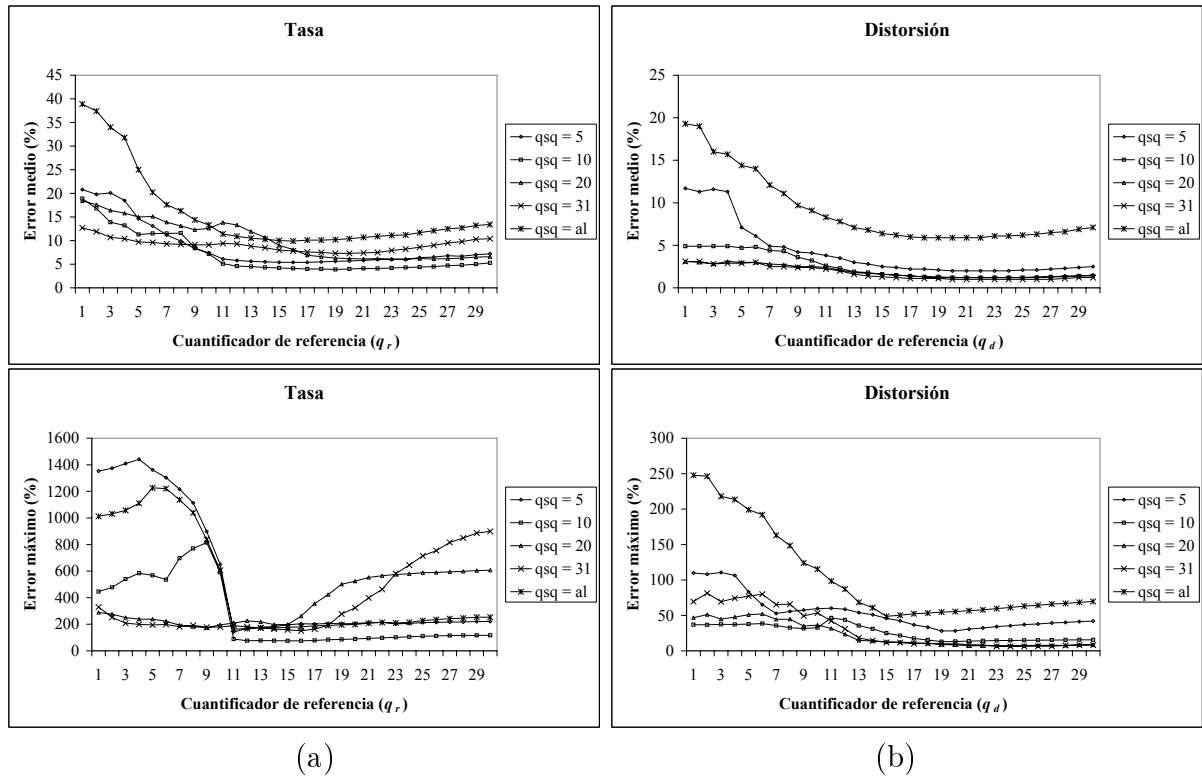 Tasa
Error medio (%)
45
40
35
30
25
20
15
10
5
0
1 3 5 7 9 11 13 15 17 19 21 23 25 27 29
Cuantificador de referencia (q r )
qsq = 5
qsq = 10
qsq = 20
qsq = 31
qsq = al
Distorsión
Error medio (%)
25
20
15
10
5
0
1 3 5 7 9 11 13 15 17 19 21 23 25 27 29
Cuantificador de referencia (q d )
qsq = 5
qsq = 10
qsq = 20
qsq = 31
qsq = al
Tasa
Error máximo (%)
1600
1400
1200
1000
800
600
400
200
0
1 3 5 7 9 11 13 15 17 19 21 23 25 27 29
Cuantificador de referencia (q r )
qsq = 5
qsq = 10
qsq = 20
qsq = 31
qsq = al
Distorsión
Error máximo (%)
300
250
200
150
100
50
0
1 3 5 7 9 11 13 15 17 19 21 23 25 27 29
Cuantificador de referencia (q d )
qsq = 5
qsq = 10
qsq = 20
qsq = 31
qsq = al
(a)
(b)